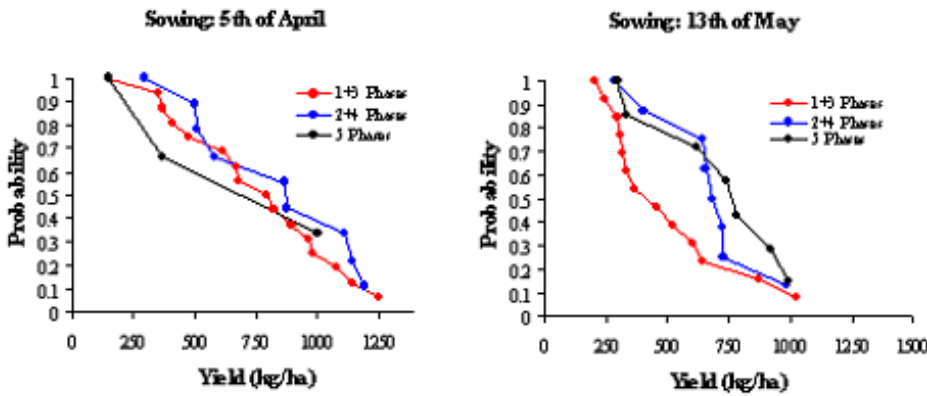 Sowing: 5th of April
Probability
1
0.9
0.8
0.7
0.6
0.5
0.4
0.3
0.2
0.1
0
1+3 Phases
2+4 Phases
5 Phases
0 250 500 750 1000 1250
Yield (kg/ha)
Sowing: 13th of May
Probability
1
0.9
0.8
0.7
0.6
0.5
0.4
0.3
0.2
0.1
0
1+3 Phases
2+4 Phases
5 Phases
0 250 500 750 1000 1250 1500
Yield (kg/ha)